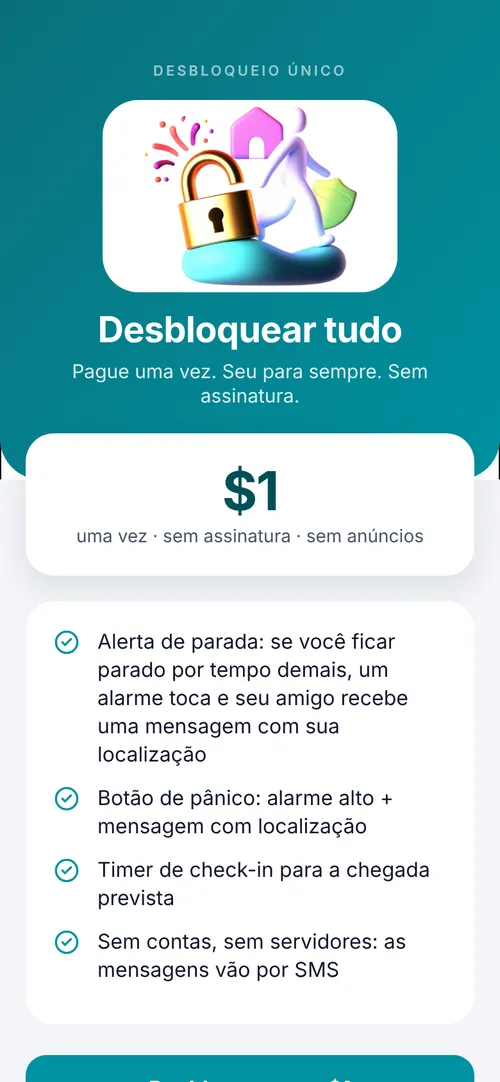 DESBLOQUEIO ÚNICO
Desbloquear tudo
Pague uma vez. Seu para sempre. Sem
assinatura.
$1
uma vez · sem assinatura · sem anúncios
Alerta de parada: se você ficar
parado por tempo demais, um
alarme toca e seu amigo recebe
uma mensagem com sua
localização
Botão de pânico: alarme alto +
mensagem com localização
Timer de check-in para a chegada
prevista
Sem contas, sem servidores: as
mensagens vão por SMS